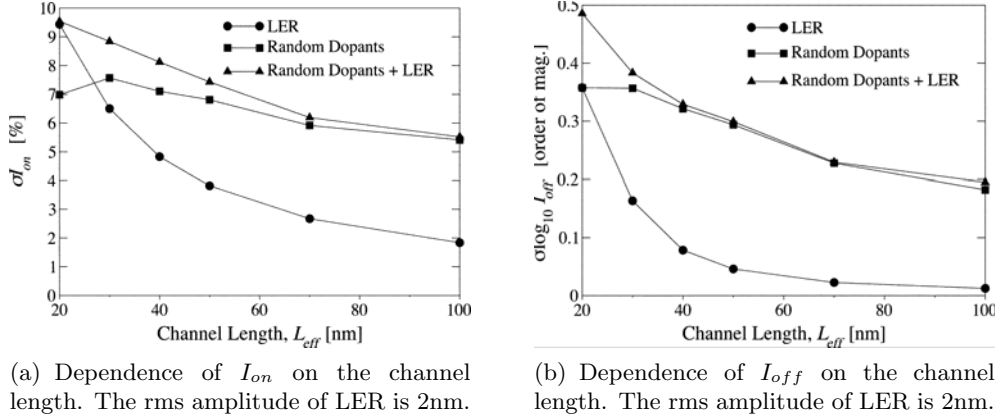 10
9
8
7
6
5
4
3
2
1
0
σI_on [%]
LER
Random Dopants
Random Dopants + LER
20 40 60 80 100
Channel Length, L_eff [nm]
(a) Dependence of I_on on the channel
length. The rms amplitude of LER is 2nm.
0.5
0.4
0.3
0.2
0.1
0
σlog10 I_off [order of mag.]
LER
Random Dopants
Random Dopants + LER
20 40 60 80 100
Channel Length, L_eff [nm]
(b) Dependence of I_off on the channel
length. The rms amplitude of LER is 2nm.